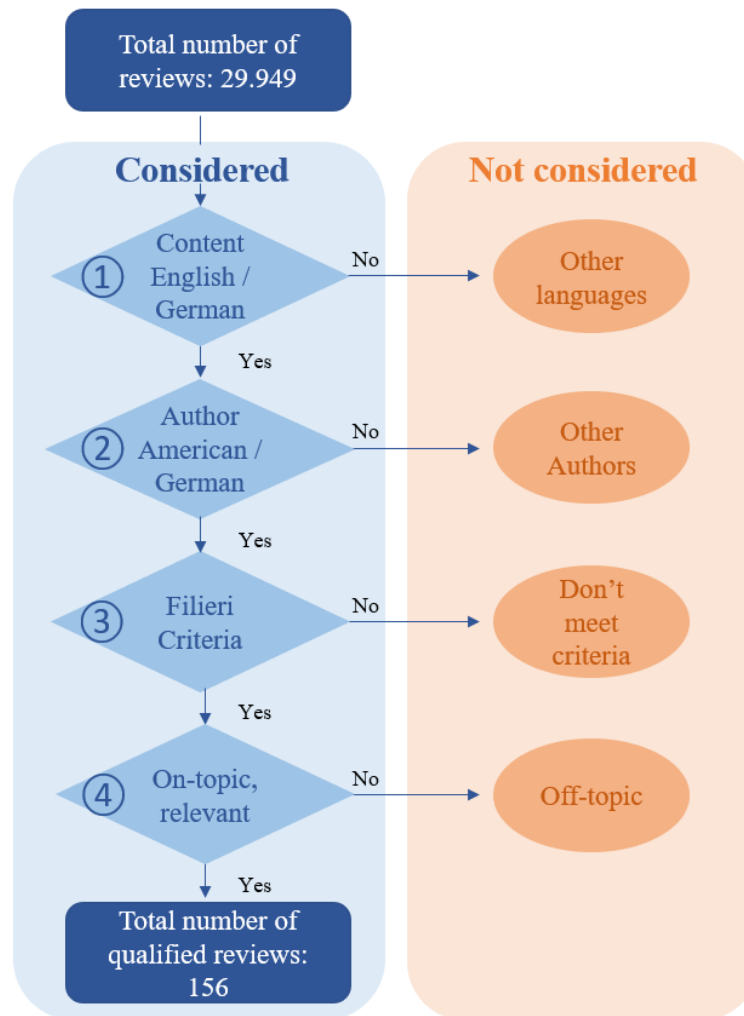 Total number of
reviews: 29.949
Considered
Not considered
① Content
English /
German
No
Other
languages
Yes
② Author
American /
German
No
Other
Authors
Yes
③ Filieri
Criteria
No
Don’t
meet
criteria
Yes
④ On-topic,
relevant
No
Off-topic
Yes
Total number of
qualified reviews:
156